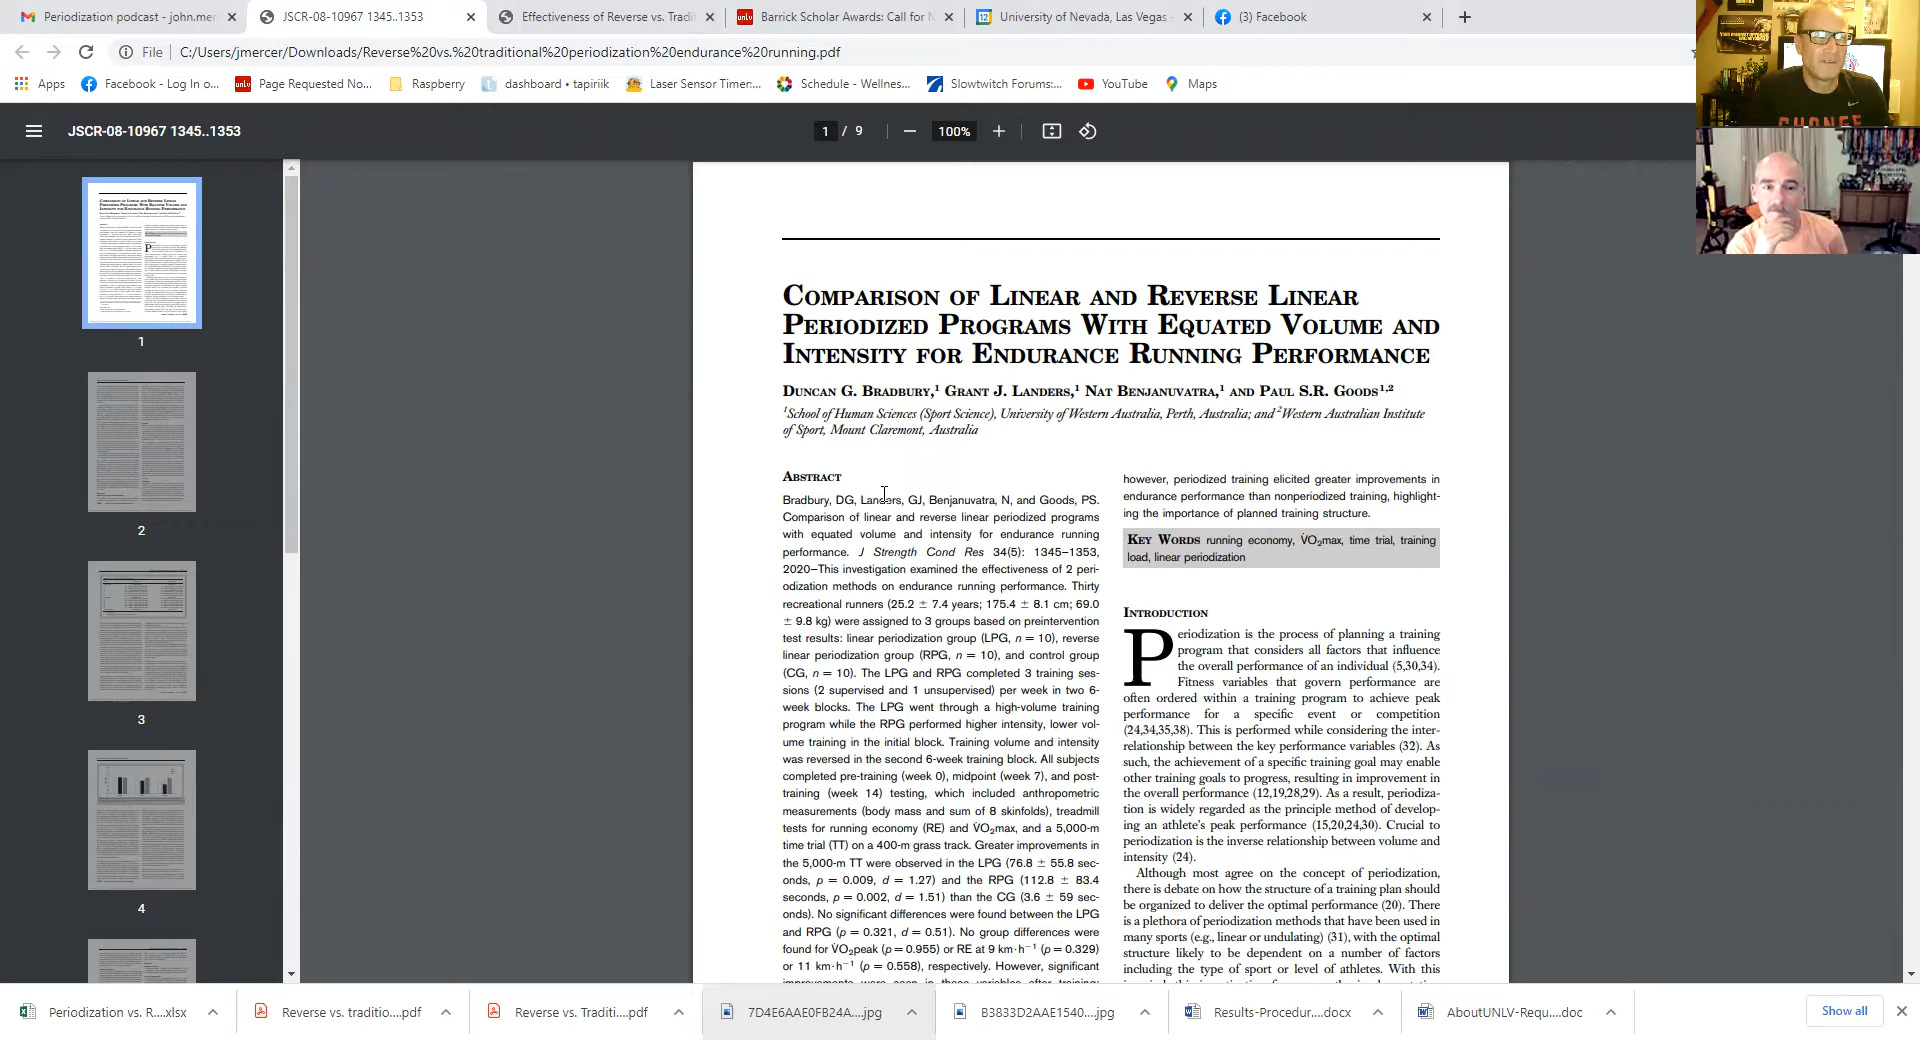 Periodization podcast - john.mer
JSCR-08-10967 1345..1353
Effectiveness of Reverse vs. Tradi
Barrick Scholar Awards: Call for N
University of Nevada, Las Vegas -
(3) Facebook
File
C:/Users/jmercer/Downloads/Reverse%20vs.%20traditional%20periodization%20endurance%20running.pdf
Apps
Facebook - Log In o...
Page Requested No...
Raspberry
dashboard • tapiriik
Laser Sensor Timer:...
Schedule - Wellnes...
Slowtwitch Forums:...
YouTube
Maps
CHANGE
JSCR-08-10967 1345..1353
1 / 9
100%
1
2
3
4
COMPARISON OF LINEAR AND REVERSE LINEAR
PERIODIZED PROGRAMS WITH EQUATED VOLUME AND
INTENSITY FOR ENDURANCE RUNNING PERFORMANCE
DUNCAN G. BRADBURY,¹ GRANT J. LANDERS,¹ NAT BENJANUVATRA,¹ AND PAUL S.R. GOODS¹,²
¹School of Human Sciences (Sport Science), University of Western Australia, Perth, Australia; and ²Western Australian Institute
of Sport, Mount Claremont, Australia
ABSTRACT
Bradbury, DG, Landers, GJ, Benjanuvatra, N, and Goods, PS.
Comparison of linear and reverse linear periodized programs
with equated volume and intensity for endurance running
performance. J Strength Cond Res 34(5): 1345–1353,
2020–This investigation examined the effectiveness of 2 peri-
odization methods on endurance running performance. Thirty
recreational runners (25.2 ± 7.4 years; 175.4 ± 8.1 cm; 69.0
± 9.8 kg) were assigned to 3 groups based on preintervention
test results: linear periodization group (LPG, n = 10), reverse
linear periodization group (RPG, n = 10), and control group
(CG, n = 10). The LPG and RPG completed 3 training ses-
sions (2 supervised and 1 unsupervised) per week in two 6-
week blocks. The LPG went through a high-volume training
program while the RPG performed higher intensity, lower vol-
ume training in the initial block. Training volume and intensity
was reversed in the second 6-week training block. All subjects
completed pre-training (week 0), midpoint (week 7), and post-
training (week 14) testing, which included anthropometric
measurements (body mass and sum of 8 skinfolds), treadmill
tests for running economy (RE) and V̇O₂max, and a 5,000-m
time trial (TT) on a 400-m grass track. Greater improvements in
the 5,000-m TT were observed in the LPG (76.8 ± 55.8 sec-
onds, p = 0.009, d = 1.27) and the RPG (112.8 ± 83.4
seconds, p = 0.002, d = 1.51) than the CG (3.6 ± 59 sec-
onds). No significant differences were found between the LPG
and RPG (p = 0.321, d = 0.51). No group differences were
found for V̇O₂peak (p = 0.955) or RE at 9 km·h⁻¹ (p = 0.329)
or 11 km·h⁻¹ (p = 0.558), respectively. However, significant
improvements were seen in these variables after training:
however, periodized training elicited greater improvements in
endurance performance than nonperiodized training, highlight-
ing the importance of planned training structure.
KEY WORDS running economy, V̇O₂max, time trial, training
load, linear periodization
INTRODUCTION
Periodization is the process of planning a training
program that considers all factors that influence
the overall performance of an individual (5,30,34).
Fitness variables that govern performance are
often ordered within a training program to achieve peak
performance for a specific event or competition
(24,34,35,38). This is performed while considering the inter-
relationship between the key performance variables (32). As
such, the achievement of a specific training goal may enable
other training goals to progress, resulting in improvement in
the overall performance (12,19,28,29). As a result, periodiza-
tion is widely regarded as the principle method of develop-
ing an athlete's peak performance (15,20,24,30). Crucial to
periodization is the inverse relationship between volume and
intensity (24).
Although most agree on the concept of periodization,
there is debate on how the structure of a training plan should
be organized to deliver the optimal performance (20). There
is a plethora of periodization methods that have been used in
many sports (e.g., linear or undulating) (31), with the optimal
structure likely to be dependent on a number of factors
including the type of sport or level of athletes. With this
Periodization vs. R....xlsx
Reverse vs. traditio....pdf
Reverse vs. Traditi....pdf
7D4E6AAE0FB24A....jpg
B3833D2AAE1540....jpg
Results-Procedur....docx
AboutUNLV-Requ....doc
Show all